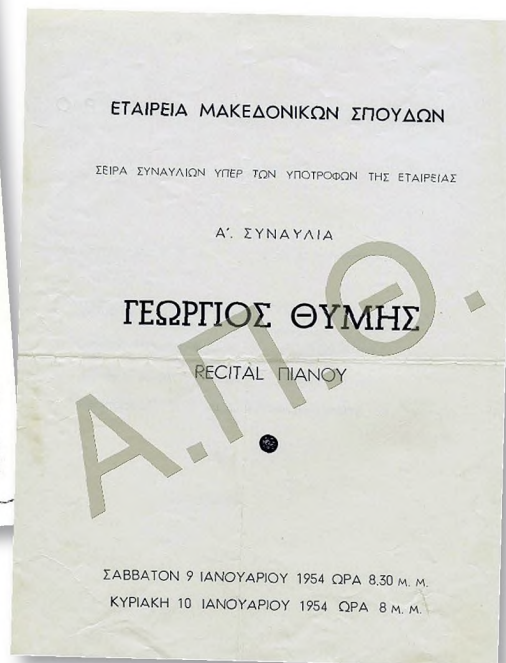 ΕΤΑΙΡΕΙΑ ΜΑΚΕΔΟΝΙΚΩΝ ΣΠΟΥΔΩΝ
ΣΕΙΡΑ ΣΥΝΑΥΛΙΩΝ ΥΠΕΡ ΤΩΝ ΥΠΟΤΡΟΦΩΝ ΤΗΣ ΕΤΑΙΡΕΙΑΣ
Α΄. ΣΥΝΑΥΛΙΑ
ΓΕΩΡΓΙΟΣ ΘΥΜΗΣ
RECITAL ΠΙΑΝΟΥ
Α.Π.Θ.
ΣΑΒΒΑΤΟΝ 9 ΙΑΝΟΥΑΡΙΟΥ 1954 ΩΡΑ 8.30 Μ. Μ.
ΚΥΡΙΑΚΗ 10 ΙΑΝΟΥΑΡΙΟΥ 1954 ΩΡΑ 8 Μ. Μ.